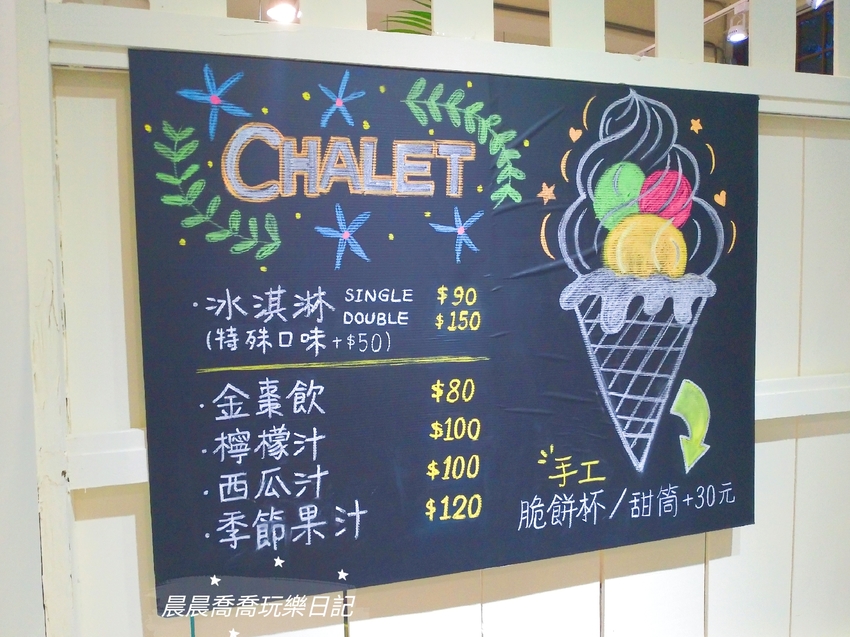 CHALET
·冰淇淋 SINGLE $90
DOUBLE $150
(特殊口味+$50)
·金棗飲 $80
·檸檬汁 $100
·西瓜汁 $100
·季節果汁 $120
手工
脆餅杯/甜筒+30元
晨晨喬喬玩樂日記